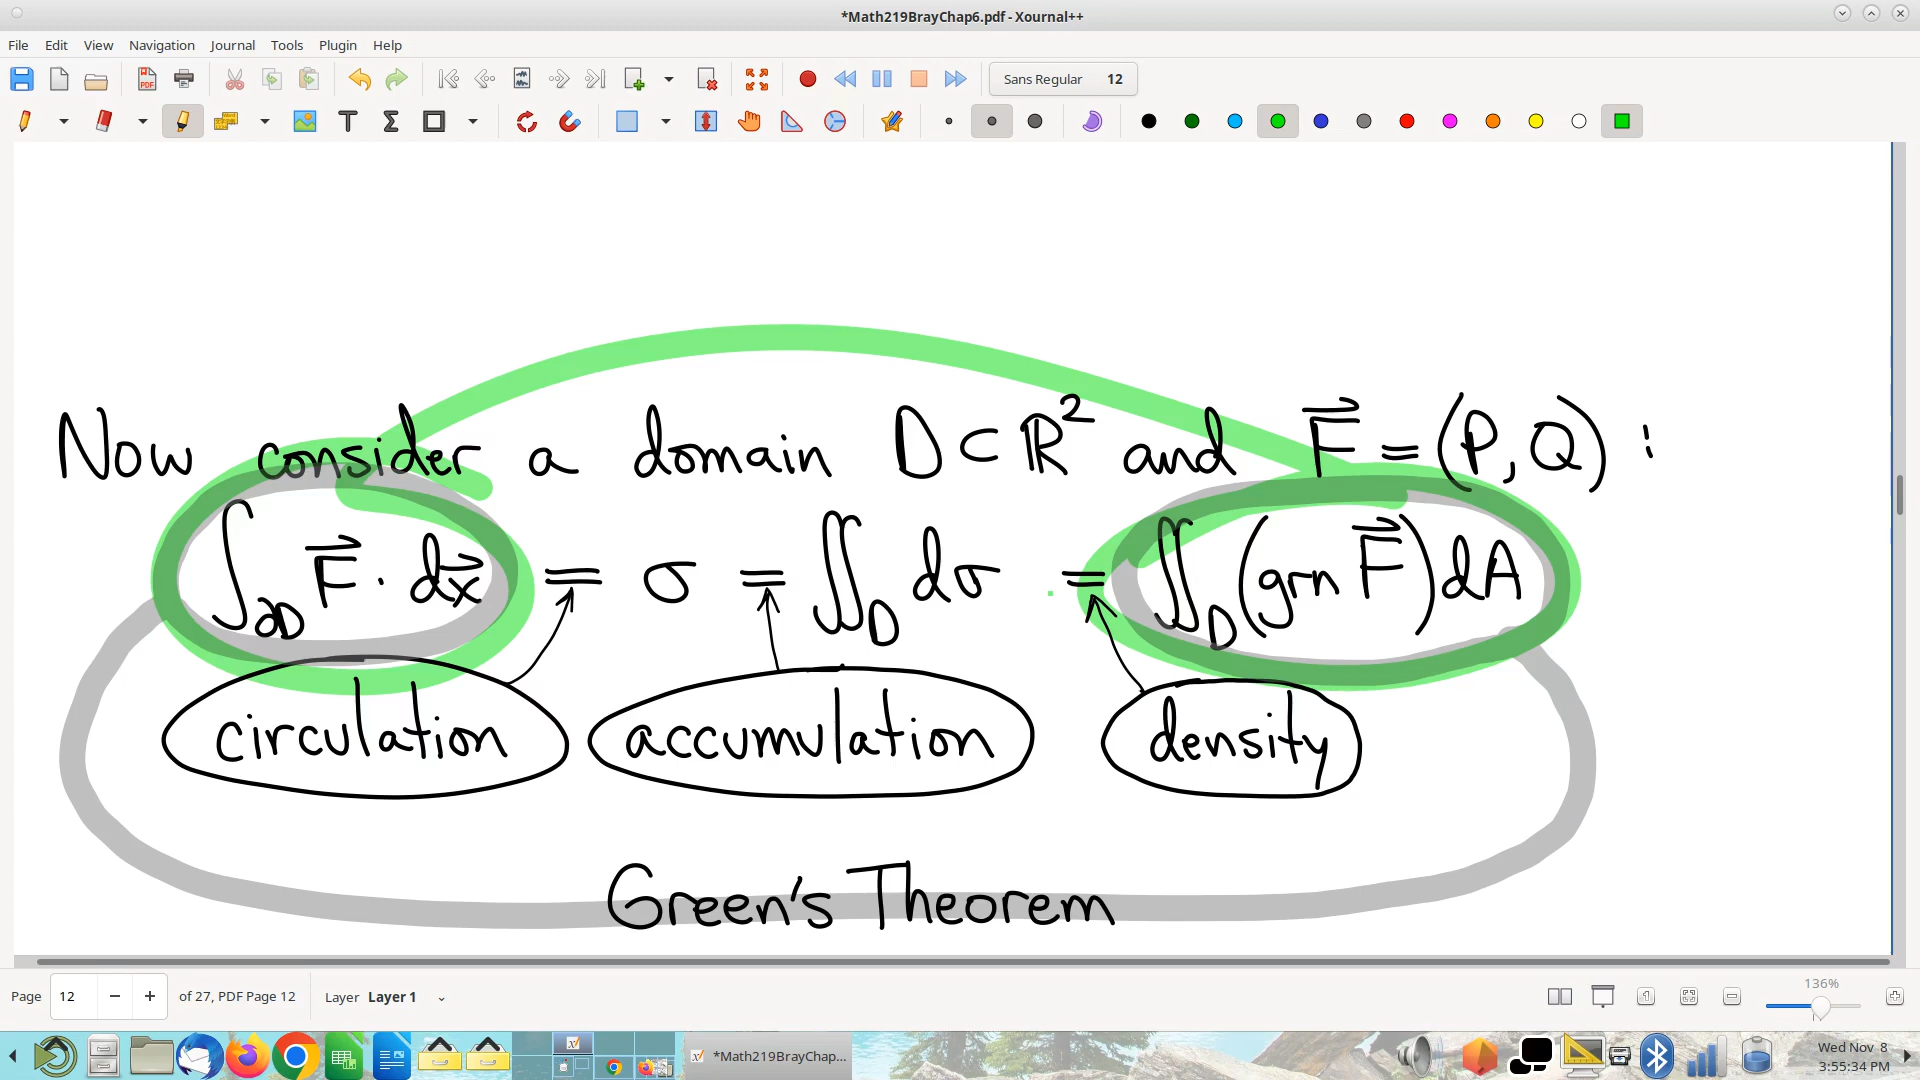 *Math219BrayChap6.pdf - Xournal++
File Edit View Navigation Journal Tools Plugin Help
Sans Regular 12
Now consider a domain D ⊂ ℝ² and F⃗ = (P, Q) :
∫_∂D F⃗ · dx⃗ = σ = ∬_D dσ = ∬_D (grn F⃗) dA
circulation accumulation density
Green's Theorem
Page 12 of 27, PDF Page 12 Layer Layer 1 136%
*Math219BrayChap... Wed Nov 8
3:55:34 PM